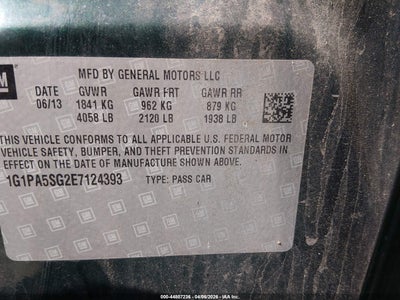 GM
MFD BY GENERAL MOTORS LLC
DATE GVWR GAWR FRT GAWR RR
06/13 1841 KG 962 KG 879 KG
4058 LB 2120 LB 1938 LB
THIS VEHICLE CONFORMS TO ALL APPLICABLE U.S. FEDERAL MOTOR
VEHICLE SAFETY, BUMPER, AND THEFT PREVENTION STANDARDS
IN EFFECT ON THE DATE OF MANUFACTURE SHOWN ABOVE.
1G1PA5SG2E7124393 TYPE: PASS CAR
000-44807236 - 04/09/2026 - IAA Inc.